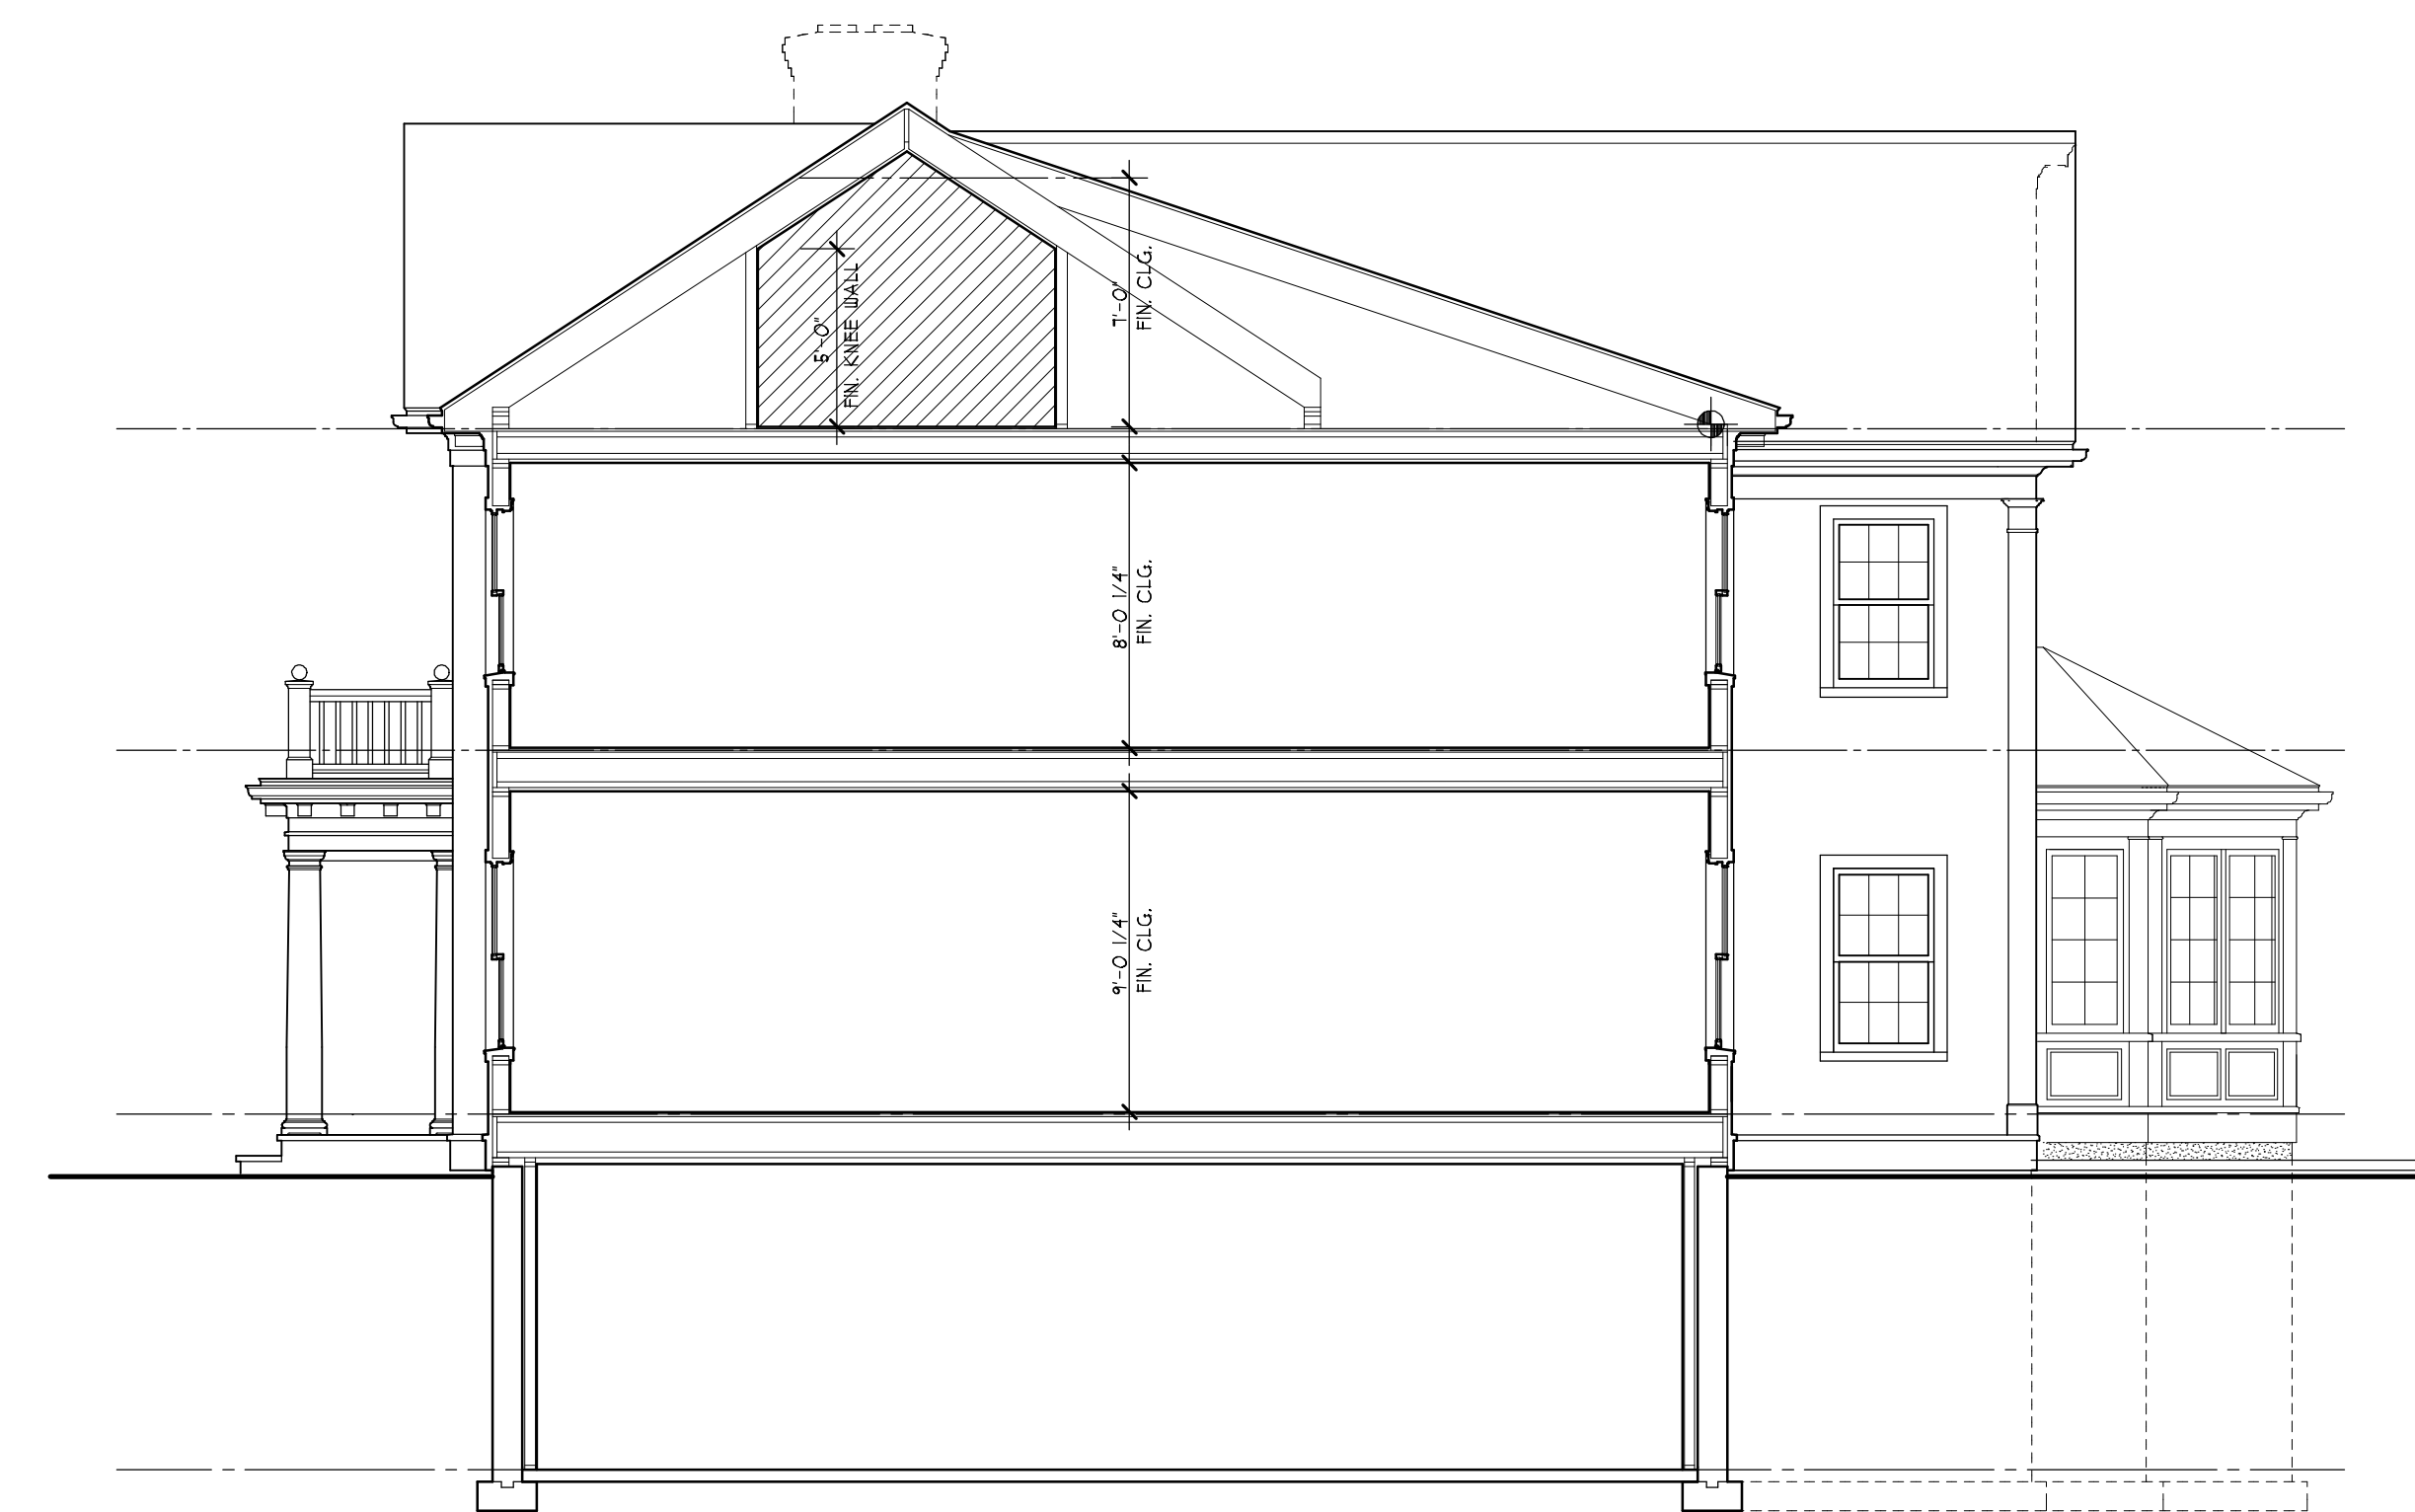 5'-0"
FIN. KNEE WALL
7'-0"
FIN. CLG.
8'-0 1/4"
FIN. CLG.
9'-0 1/4"
FIN. CLG.